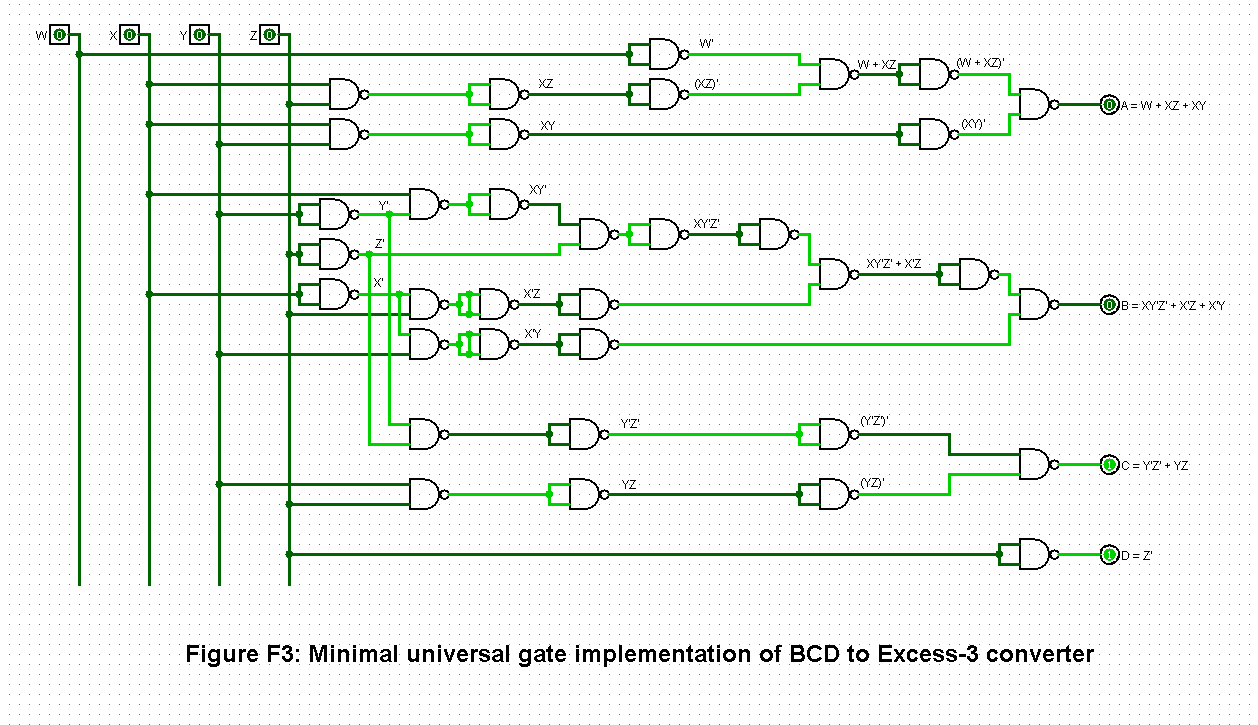 W 0 X 0 Y 0 Z 0
W'
W + XZ
(W + XZ)'
XZ
(XZ)'
0 A = W + XZ + XY
XY
(XY)'
XY'
Y'
XY'Z'
Z'
XY'Z' + X'Z
X'
X'Z
0 B = XY'Z' + X'Z + X'Y
X'Y
Y'Z'
(Y'Z')'
1 C = Y'Z' + YZ
YZ
(YZ)'
1 D = Z'
Figure F3: Minimal universal gate implementation of BCD to Excess-3 converter